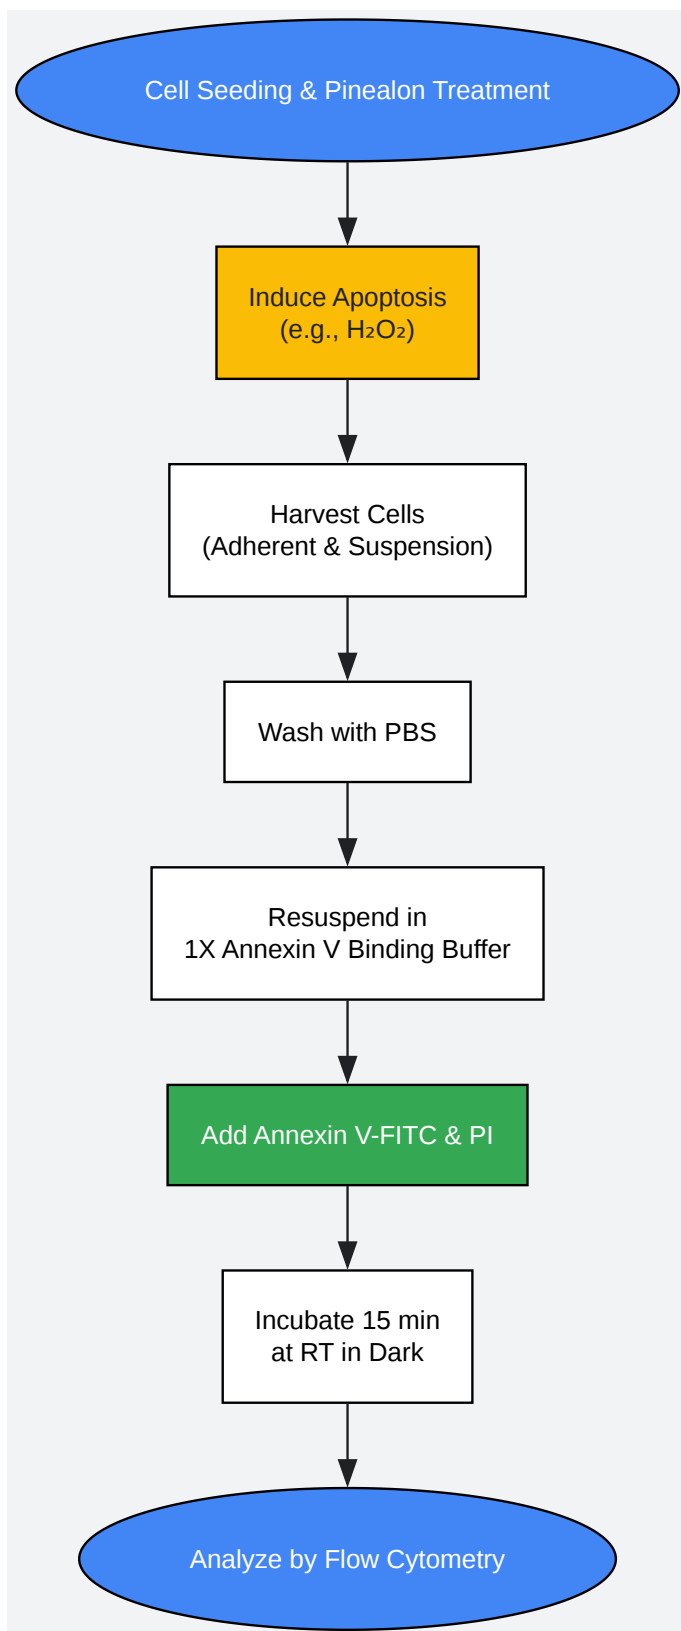 Cell Seeding & Pinealon Treatment
Induce Apoptosis
(e.g., H₂O₂)
Harvest Cells
(Adherent & Suspension)
Wash with PBS
Resuspend in
1X Annexin V Binding Buffer
Add Annexin V-FITC & PI
Incubate 15 min
at RT in Dark
Analyze by Flow Cytometry